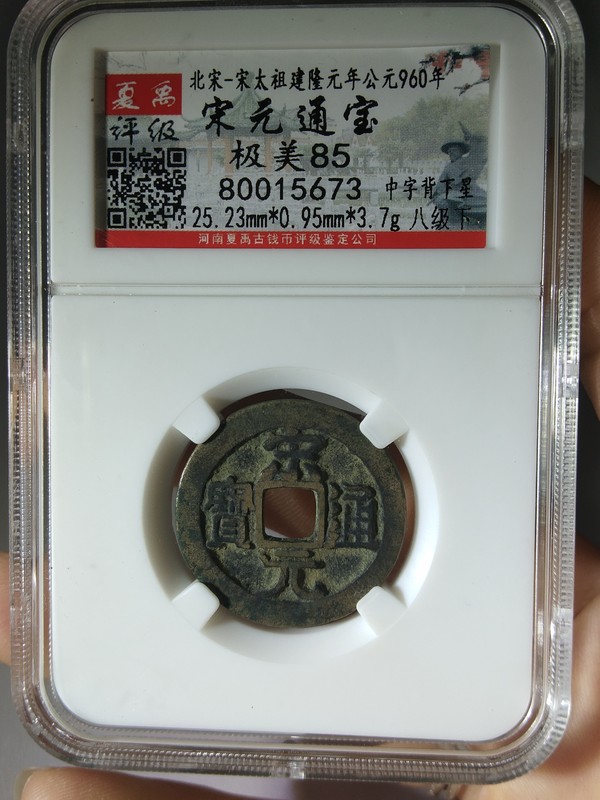 北宋-宋太祖建隆元年公元960年
夏禹
评级
宋元通宝
极美85
80015673 中字背下星
25.23mm*0.95mm*3.7g 八级下
河南夏禹古钱币评级鉴定公司
宋
寶 通
元